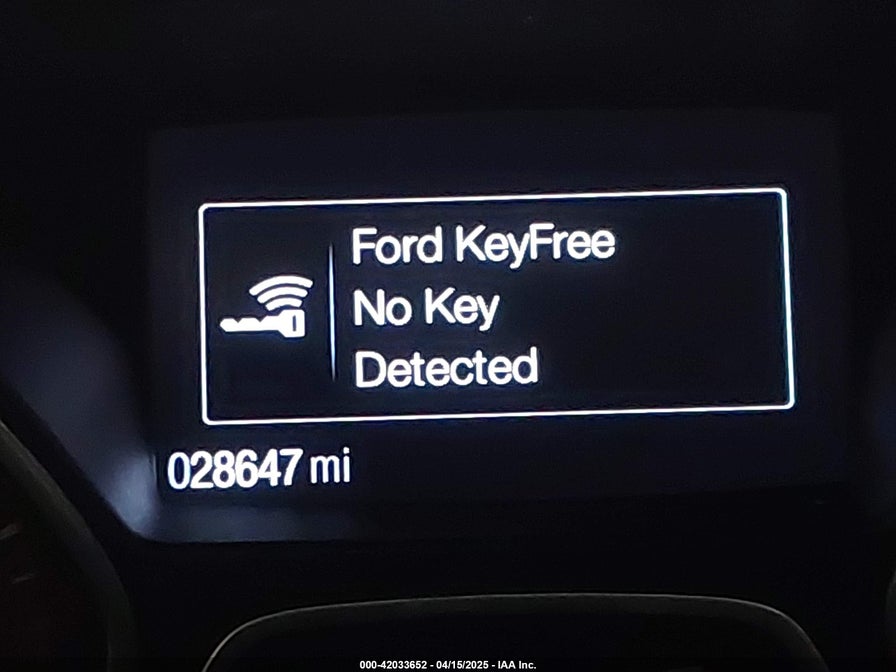 Ford KeyFree
No Key
Detected
028647 mi
000-42033652 - 04/15/2025 - IAA Inc.